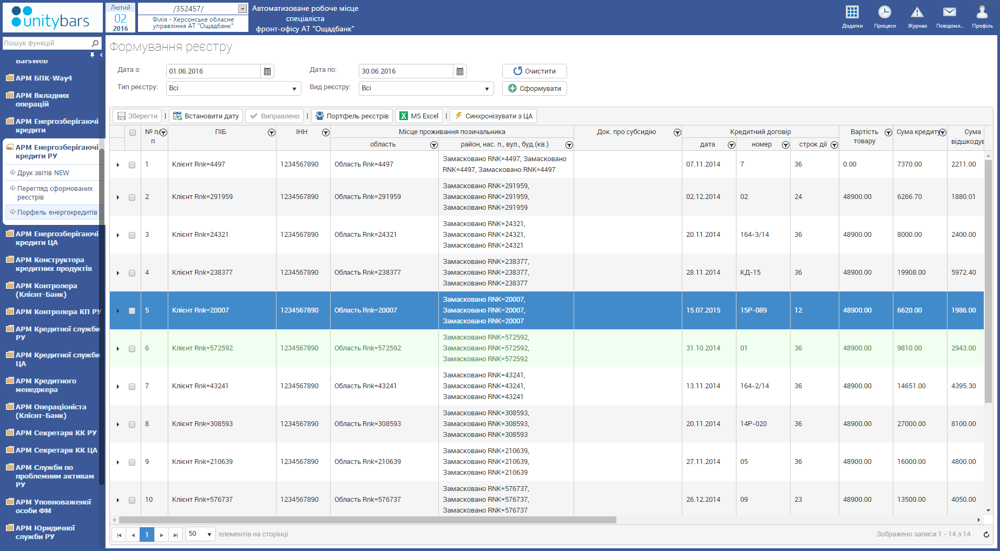 unitybars
Лютий
02
2016
/352457/
Філія - Херсонське обласне
управління АТ "Ощадбанк"
Автоматизоване робоче місце
спеціаліста
фронт-офісу АТ "Ощадбанк"
Додатки
Процеси
Журнал
Повідомл...
Профіль
Пошук функцій
BarsWeb
АРМ БПК-Way4
АРМ Вкладних
операцій
АРМ Енергозберігаючі
кредити
АРМ Енергозберігаючі
кредити РУ
Друк звітів NEW
Перегляд сформованих
реєстрів
Порфель енергокредитів
АРМ Енергозберігаючі
кредити ЦА
АРМ Конструктора
кредитних продуктів
АРМ Контролера
(Клієнт-Банк)
АРМ Контролера КП РУ
АРМ Кредитної служби
РУ
АРМ Кредитної служби
ЦА
АРМ Кредитного
менеджера
АРМ Операціоніста
(Клієнт-Банк)
АРМ Секретаря КК РУ
АРМ Секретаря КК ЦА
АРМ Служби по
проблемним активам
РУ
АРМ Уповноваженої
особи ФМ
АРМ Юридичної
служби РУ
Формування реєстру
Дата з: 01.06.2016 Дата по: 30.06.2016 Очистити
Тип реєстру: Всі Вид реєстру: Всі Сформувати
Зберегти | Встановити дату Виправлено | Портфель реєстрів MS Excel | Синхронізувати з ЦА
№ п/п ПІБ ІНН Місце проживання позичальника Док. про субсидію Кредитний договір Вартість товару Сума кредиту Сума відшкодув
область район, нас. п., вул., буд.(кв.) дата номер строк дії
1 Клієнт Rnk=4497 1234567890 Область Rnk=4497 Замасковано RNK=4497, Замасковано RNK=4497, Замасковано RNK=4497 07.11.2014 7 36 0.00 7370.00 2211.00
2 Клієнт Rnk=291959 1234567890 Область Rnk=291959 Замасковано RNK=291959, Замасковано RNK=291959, Замасковано RNK=291959 02.12.2014 02 24 48900.00 6266.70 1880.01
3 Клієнт Rnk=24321 1234567890 Область Rnk=24321 Замасковано RNK=24321, Замасковано RNK=24321, Замасковано RNK=24321 20.11.2014 164-3/14 36 48900.00 8000.00 2400.00
4 Клієнт Rnk=238377 1234567890 Область Rnk=238377 Замасковано RNK=238377, Замасковано RNK=238377, Замасковано RNK=238377 28.11.2014 КД-15 36 48900.00 19908.00 5972.40
5 Клієнт Rnk=20007 1234567890 Область Rnk=20007 Замасковано RNK=20007, Замасковано RNK=20007, Замасковано RNK=20007 15.07.2015 15Р-089 12 48900.00 6620.00 1986.00
6 Клієнт Rnk=572592 1234567890 Область Rnk=572592 Замасковано RNK=572592, Замасковано RNK=572592, Замасковано RNK=572592 31.10.2014 01 36 48900.00 9810.00 2943.00
7 Клієнт Rnk=43241 1234567890 Область Rnk=43241 Замасковано RNK=43241, Замасковано RNK=43241, Замасковано RNK=43241 13.11.2014 164-2/14 36 48900.00 14651.00 4395.30
8 Клієнт Rnk=308593 1234567890 Область Rnk=308593 Замасковано RNK=308593, Замасковано RNK=308593, Замасковано RNK=308593 20.11.2014 14Р-020 36 48900.00 27000.00 8100.00
9 Клієнт Rnk=210639 1234567890 Область Rnk=210639 Замасковано RNK=210639, Замасковано RNK=210639, Замасковано RNK=210639 27.11.2014 05 36 48900.00 16000.00 4800.00
10 Клієнт Rnk=576737 1234567890 Область Rnk=576737 Замасковано RNK=576737, Замасковано RNK=576737, Замасковано RNK=576737 26.12.2014 09 23 48900.00 13500.00 4050.00
1 50 елементів на сторінці Зображено записи 1 - 14 з 14